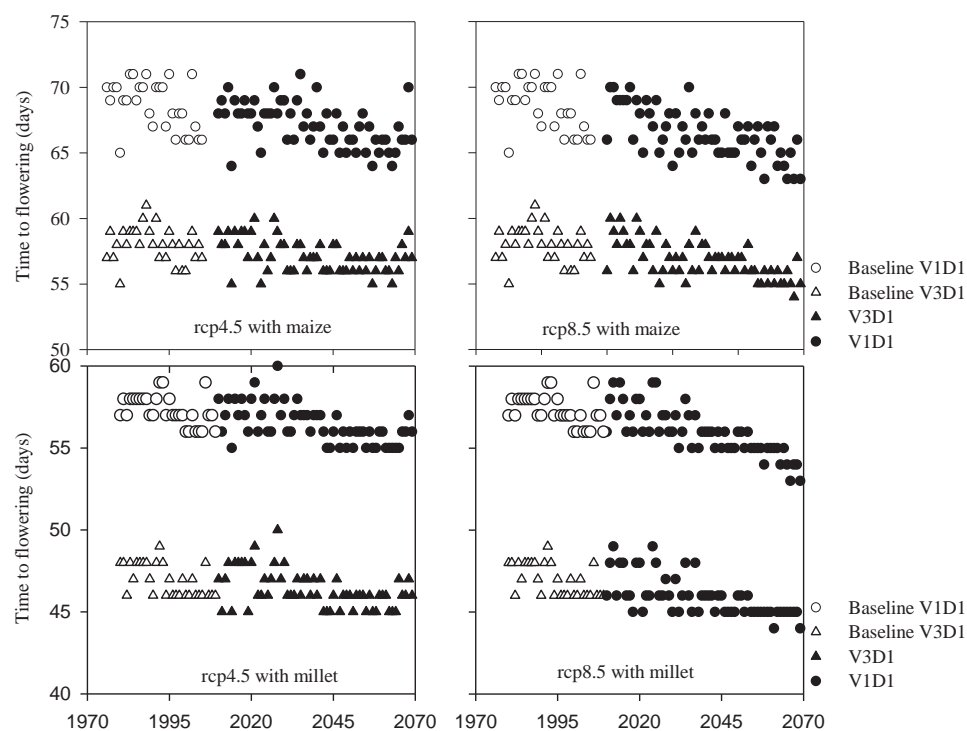 75
70
65
60
55
50
Time to flowering (days)
rcp4.5 with maize
rcp8.5 with maize
Baseline V1D1
Baseline V3D1
V3D1
V1D1
60
55
50
45
40
Time to flowering (days)
rcp4.5 with millet
rcp8.5 with millet
Baseline V1D1
Baseline V3D1
V3D1
V1D1
1970 1995 2020 2045 2070 1970 1995 2020 2045 2070